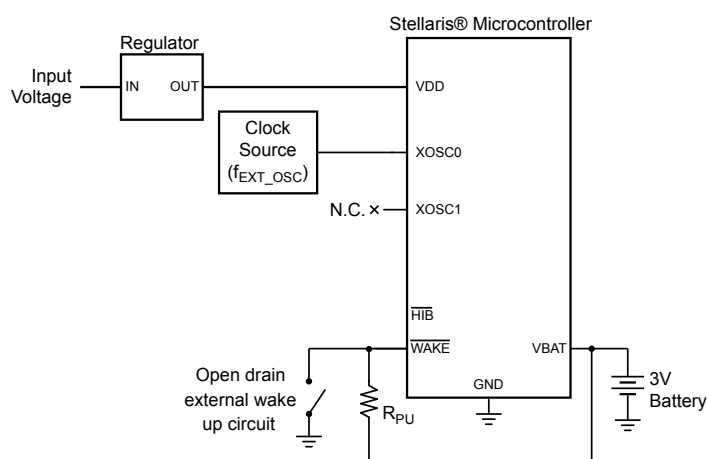 Stellaris® Microcontroller
Regulator
Input
Voltage
IN
OUT
VDD
Clock
Source
(fEXT_OSC)
XOSC0
N.C.
XOSC1
HIB
WAKE
VBAT
Open drain
external wake
up circuit
RPU
GND
3V
Battery